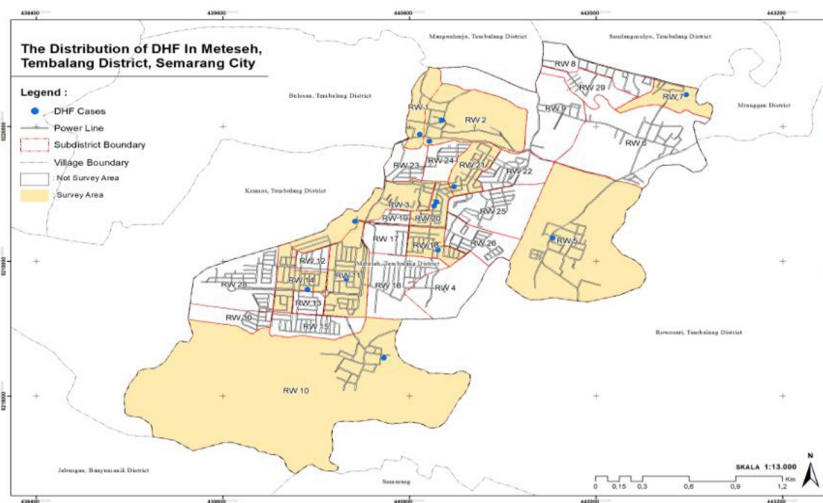 The Distribution of DHF In Meteseh,
Tembalang District, Semarang City
Legend :
DHF Cases
Power Line
Subdistrict Boundary
Village Boundary
: Not Survey Area
: Survey Area
Mangunharjo, Tembalang District
Sendangmulyo, Tembalang District
Bulusan, Tembalang District
Mranggen District
Kramas, Tembalang District
Meteseh, Tembalang District
Rowosari, Tembalang District
Jabungan, Banyumanik District
Semarang
RW 8
RW 29
RW 7
RW 1
RW 2
RW 9
RW 6
RW 23
RW 24
RW 21
RW 22
RW 3
RW 19
RW 20
RW 25
RW 17
RW 18
RW 26
RW 5
RW 12
RW 28
RW 14
RW 11
RW 16
RW 4
RW 13
RW 30
RW 15
RW 10
SKALA 1:13.000
N
0 0,15 0,3 0,6 0,9 1,2
Km